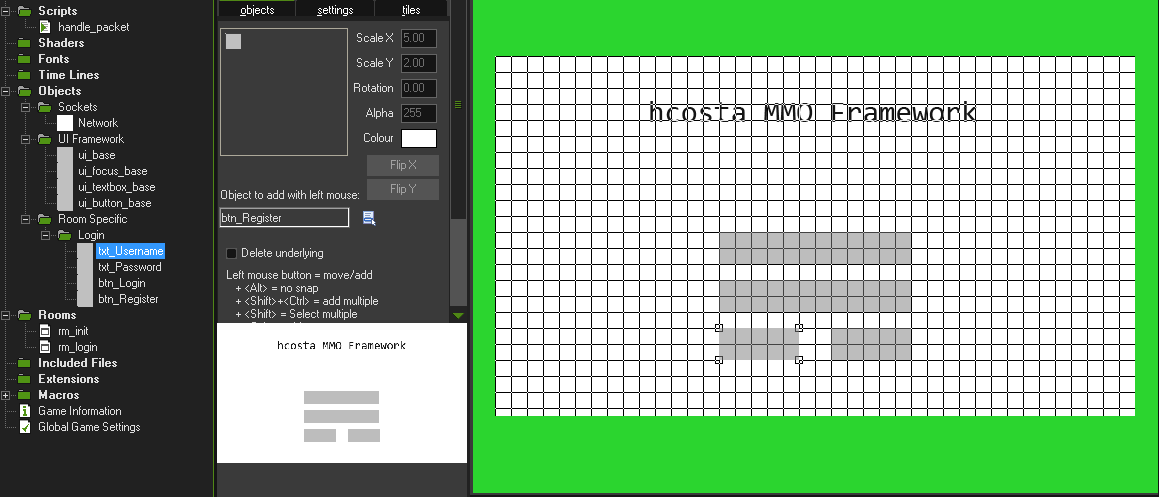 Scripts
handle_packet
Shaders
Fonts
Time Lines
Objects
Sockets
Network
UI Framework
ui_base
ui_focus_base
ui_textbox_base
ui_button_base
Room Specific
Login
txt_Username
txt_Password
btn_Login
btn_Register
Rooms
rm_init
rm_login
Included Files
Extensions
Macros
Game Information
Global Game Settings
objects settings tiles
Scale X 5.00
Scale Y 2.00
Rotation 0.00
Alpha 255
Colour
Flip X
Flip Y
Object to add with left mouse:
btn_Register
Delete underlying
Left mouse button = move/add
+ <Alt> = no snap
+ <Shift>+<Ctrl> = add multiple
+ <Shift> = Select multiple
hcosta MMO Framework
hcosta MMO Framework